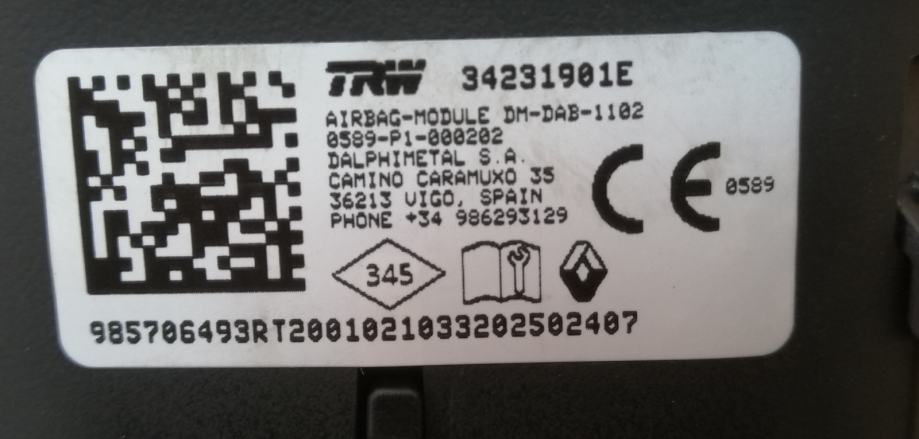 TRW 34231901E
AIRBAG-MODULE DM-DAB-1102
0589-P1-000202
DALPHIMETAL S.A.
CAMINO CARAMUXO 35
36213 VIGO, SPAIN
PHONE +34 986293129
CE 0589
345
985706493RT2001021033202502407